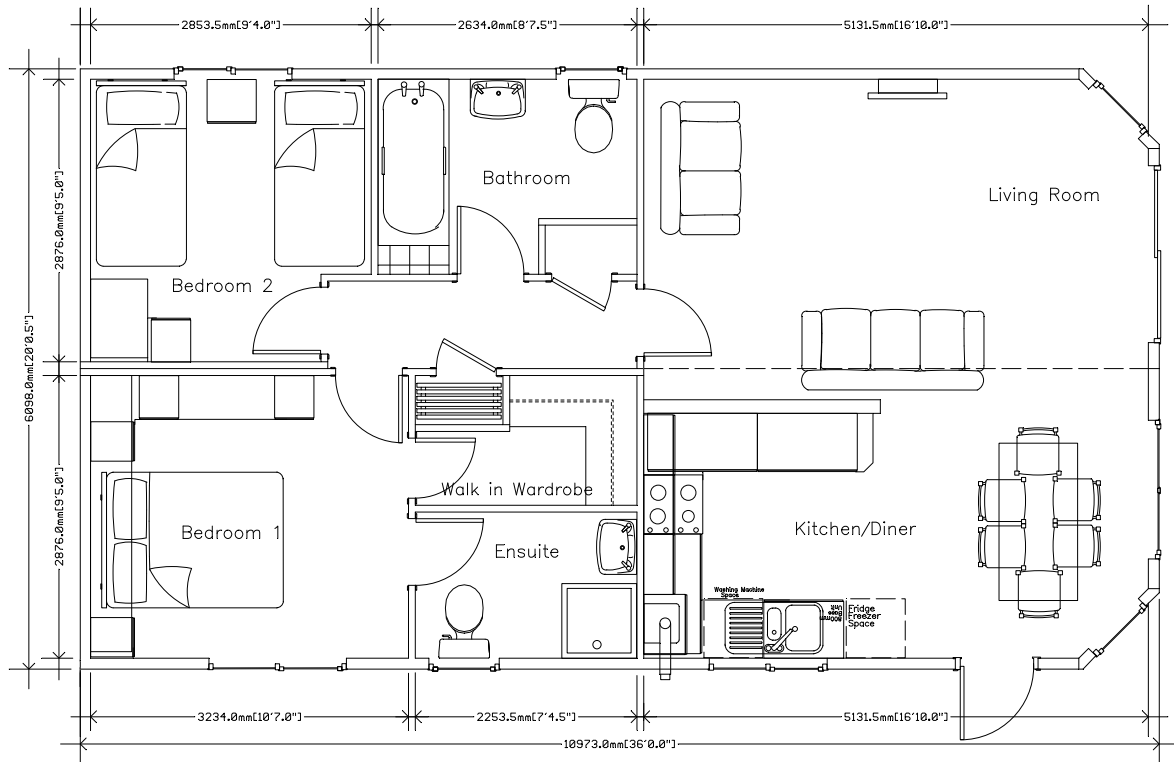 2853.5mm[9'4.0"]
2634.0mm[8'7.5"]
5131.5mm[16'10.0"]
2876.0mm[9'5.0"]
6098.0mm[20'0.5"]
Bathroom
Living Room
Bedroom 2
2876.0mm[9'5.0"]
Walk in Wardrobe
Bedroom 1
Ensuite
Kitchen/Diner
Washing Machine
Space
600mm
Base
Unit
Fridge
Freezer
Space
3234.0mm[10'7.0"]
2253.5mm[7'4.5"]
5131.5mm[16'10.0"]
10973.0mm[36'0.0"]